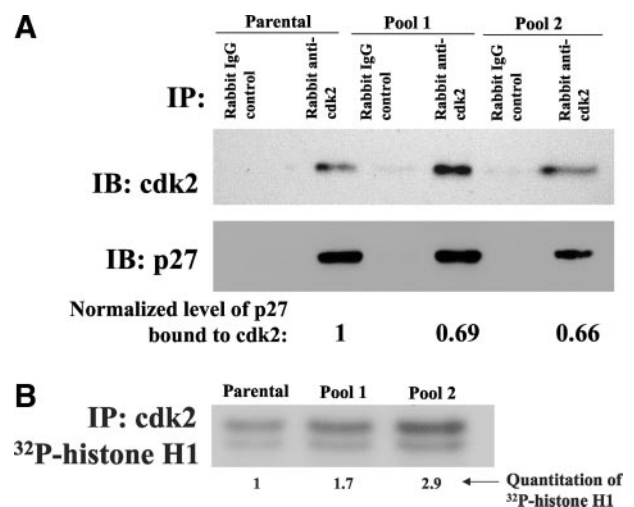 A
Parental Pool 1 Pool 2
IP:
Rabbit IgG
control
Rabbit anti-
cdk2
Rabbit IgG
control
Rabbit anti-
cdk2
Rabbit IgG
control
Rabbit anti-
cdk2
IB: cdk2
IB: p27
Normalized level of p27
bound to cdk2: 1 0.69 0.66
B
Parental Pool 1 Pool 2
IP: cdk2
³²P-histone H1
1 1.7 2.9
Quantitation of
³²P-histone H1